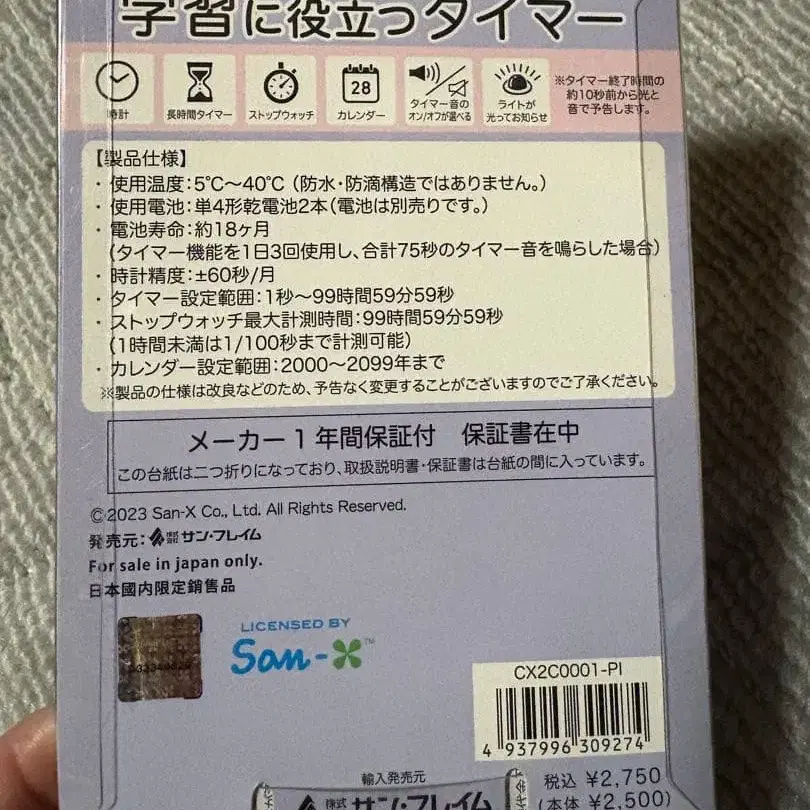 学習に役立つタイマー
時計
長時間タイマー
ストップウォッチ
28
カレンダー
タイマー音の
オン/オフが選べる
ライトが
光ってお知らせ
※タイマー終了時間の
約10秒前から光と
音で予告します。
【製品仕様】
・使用温度:5℃～40℃(防水・防滴構造ではありません。)
・使用電池:単4形乾電池2本(電池は別売りです。)
・電池寿命:約18ヶ月
(タイマー機能を1日3回使用し、合計75秒のタイマー音を鳴らした場合)
・時計精度:±60秒/月
・タイマー設定範囲:1秒～99時間59分59秒
・ストップウォッチ最大計測時間:99時間59分59秒
(1時間未満は1/100秒まで計測可能)
・カレンダー設定範囲:2000～2099年まで
※製品の仕様は改良などのため、予告なく変更することがございますのでご了承ください。
メーカー1年間保証付 保証書在中
この台紙は二つ折りになっており、取扱説明書・保証書は台紙の間に入っています。
©2023 San-X Co., Ltd. All Rights Reserved.
発売元:株式会社サン・フレイム
For sale in japan only.
日本國内限定銷售品
LICENSED BY
San-X™
CX2C0001-PI
4 937996 309274
輸入発売元
株式 サン・フレイム
税込 ¥2,750
(本体 ¥2,500)